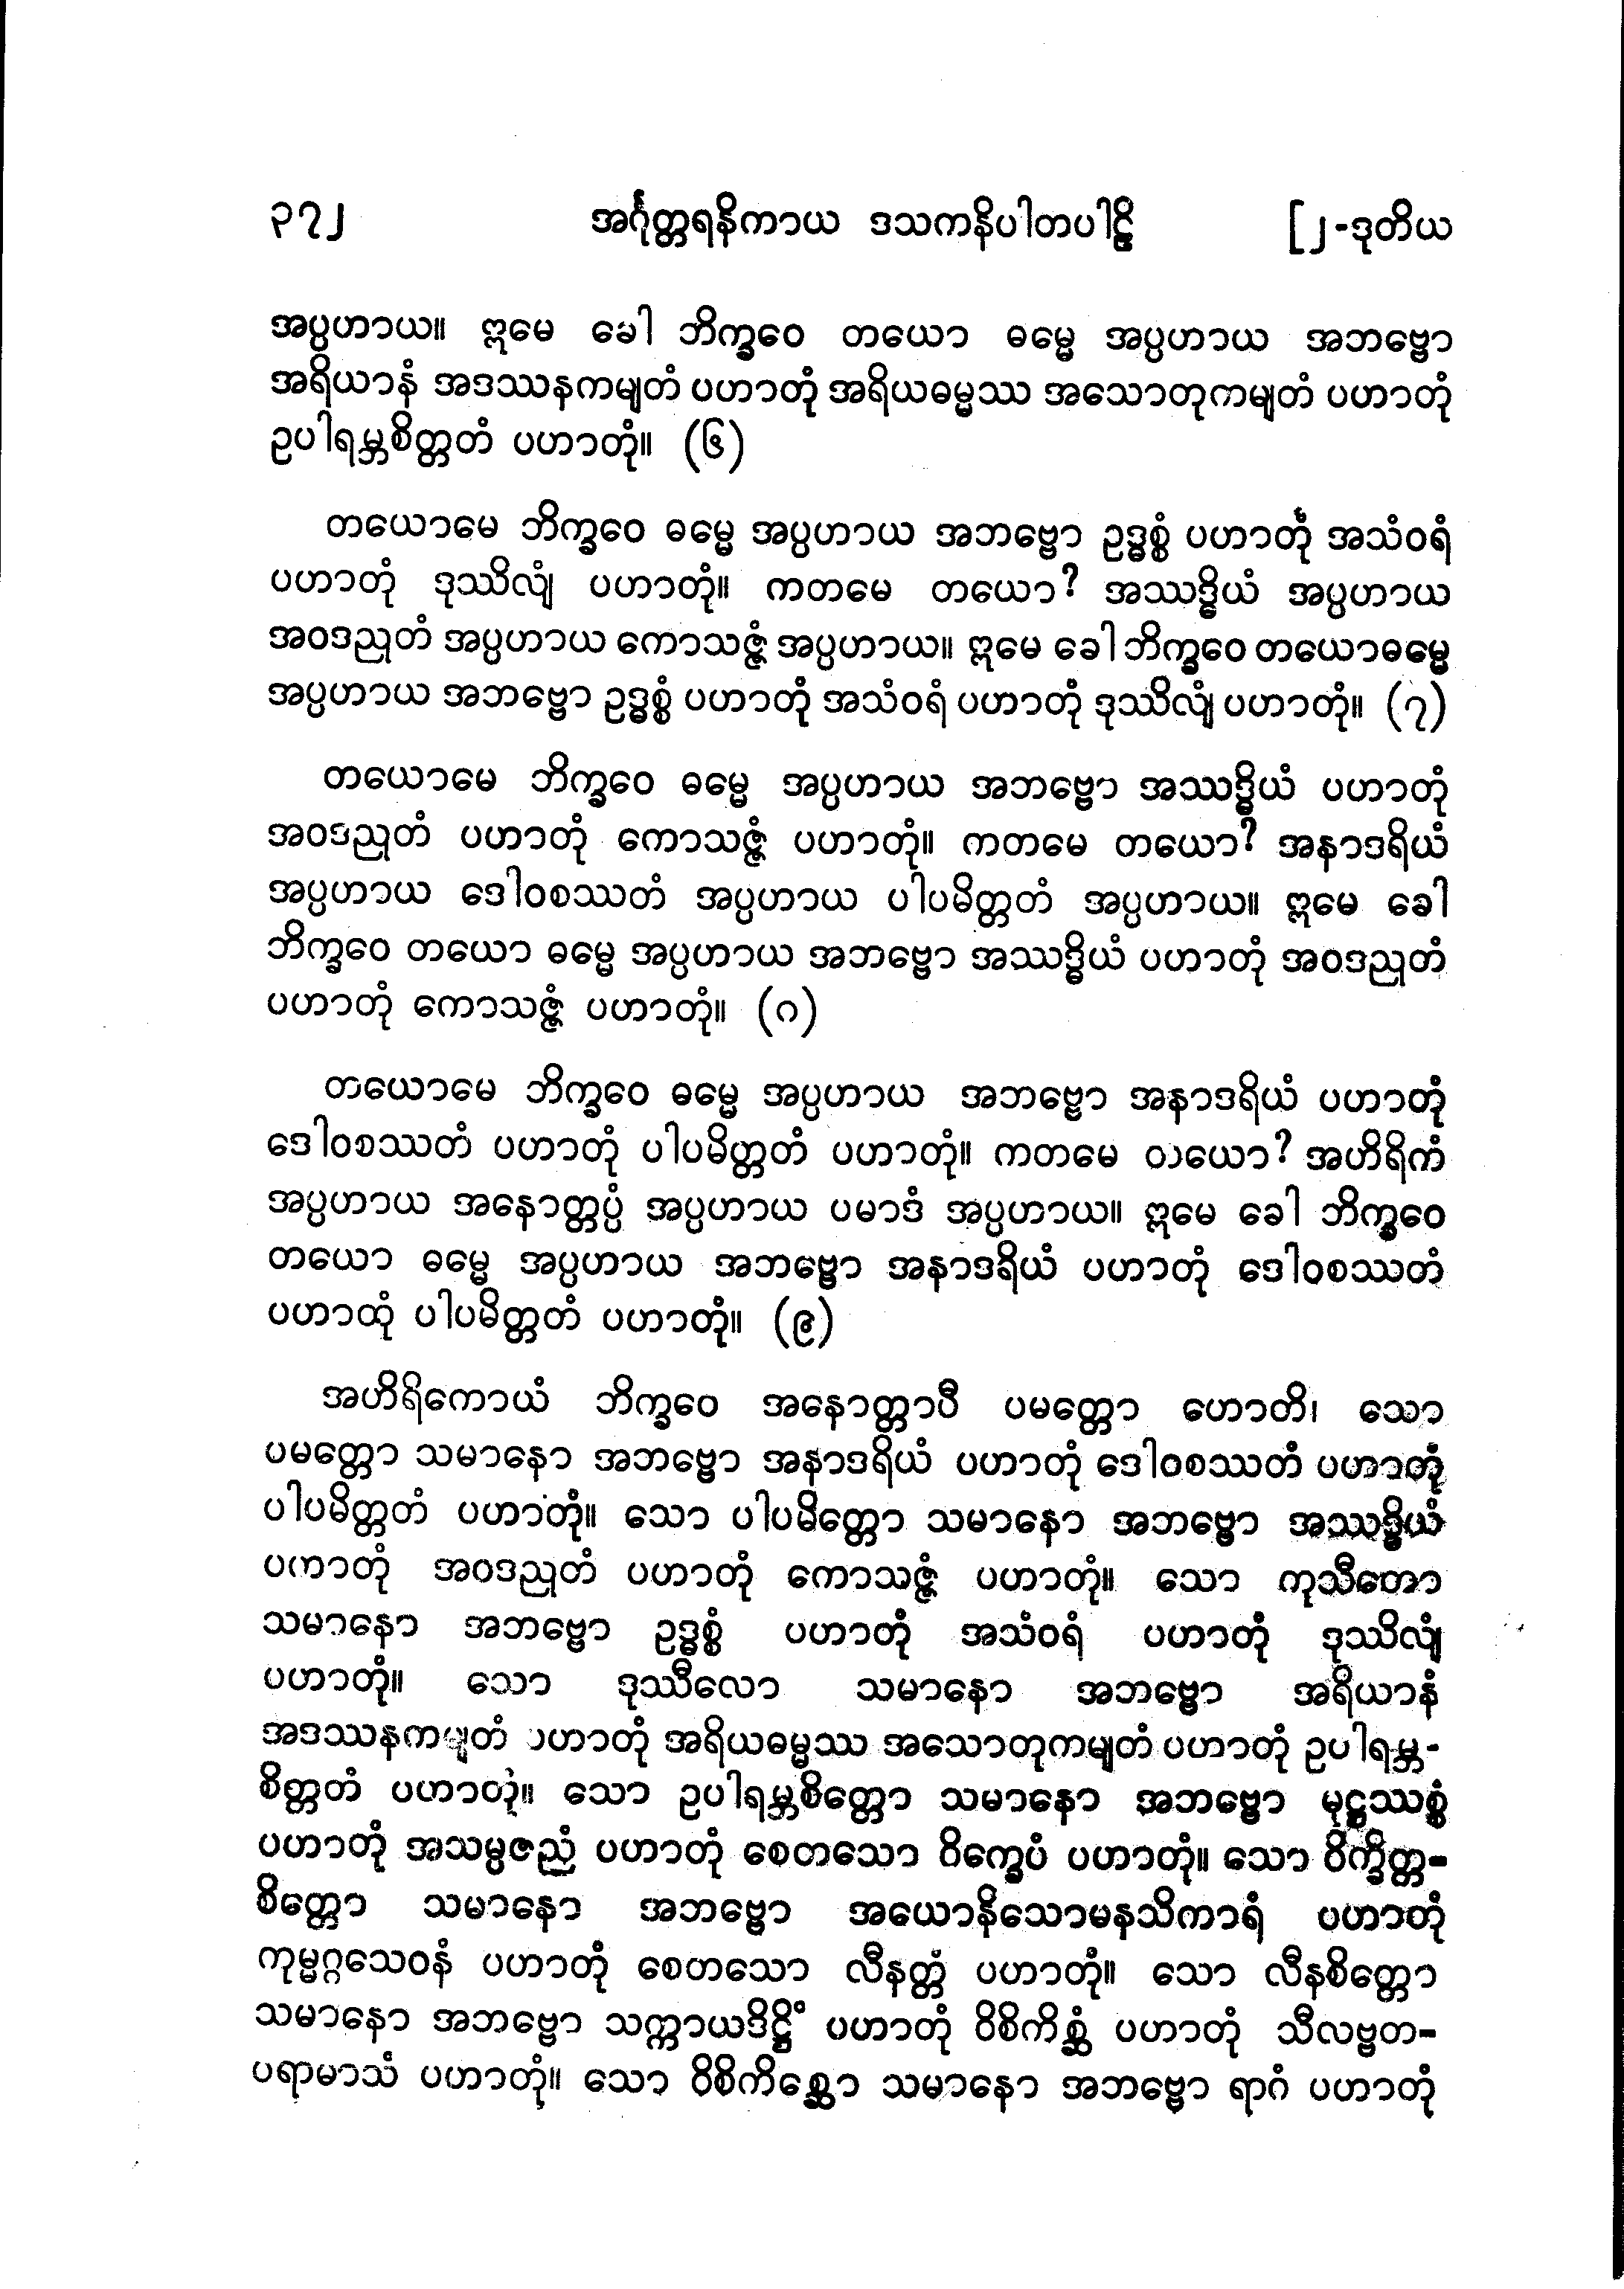 ၃၇၂ အင်္ဂုတ္တရနိကာယ ဒသကနိပါတပါဠိ [၂-ဒုတိယ
အပ္ပဟာယ။ ဣမေ ခေါ ဘိက္ခဝေ တယော ဓမ္မေ အပ္ပဟာယ အဘဗ္ဗော
အရိယာနံ အဒဿနကမျတံ ပဟာတုံ အရိယဓမ္မဿ အသောတုကမျတံ ပဟာတုံ
ဥပါရမ္ဘစိတ္တတံ ပဟာတုံ။ (၆)
တယောမေ ဘိက္ခဝေ ဓမ္မေ အပ္ပဟာယ အဘဗ္ဗော ဥဒ္ဓစ္စံ ပဟာတုံ အသံဝရံ
ပဟာတုံ ဒုဿိလျံ ပဟာတုံ။ ကတမေ တယော? အဿဒ္ဓိယံ အပ္ပဟာယ
အဝဒညုတံ အပ္ပဟာယ ကောသဇ္ဇံ အပ္ပဟာယ။ ဣမေ ခေါ ဘိက္ခဝေ တယောဓမ္မေ
အပ္ပဟာယ အဘဗ္ဗော ဥဒ္ဓစ္စံ ပဟာတုံ အသံဝရံ ပဟာတုံ ဒုဿိလျံ ပဟာတုံ။ (၇)
တယောမေ ဘိက္ခဝေ ဓမ္မေ အပ္ပဟာယ အဘဗ္ဗော အဿဒ္ဓိယံ ပဟာတုံ
အဝဒညုတံ ပဟာတုံ ကောသဇ္ဇံ ပဟာတုံ။ ကတမေ တယော? အနာဒရိယံ
အပ္ပဟာယ ဒေါဝစဿတံ အပ္ပဟာယ ပါပမိတ္တတံ အပ္ပဟာယ။ ဣမေ ခေါ
ဘိက္ခဝေ တယော ဓမ္မေ အပ္ပဟာယ အဘဗ္ဗော အဿဒ္ဓိယံ ပဟာတုံ အဝဒညုတံ
ပဟာတုံ ကောသဇ္ဇံ ပဟာတုံ။ (၈)
တယောမေ ဘိက္ခဝေ ဓမ္မေ အပ္ပဟာယ အဘဗ္ဗော အနာဒရိယံ ပဟာတုံ
ဒေါဝစဿတံ ပဟာတုံ ပါပမိတ္တတံ ပဟာတုံ။ ကတမေ တယော? အဟိရိကံ
အပ္ပဟာယ အနောတ္တပ္ပံ အပ္ပဟာယ ပမာဒံ အပ္ပဟာယ။ ဣမေ ခေါ ဘိက္ခဝေ
တယော ဓမ္မေ အပ္ပဟာယ အဘဗ္ဗော အနာဒရိယံ ပဟာတုံ ဒေါဝစဿတံ
ပဟာထုံ ပါပမိတ္တတံ ပဟာတုံ။ (၉)
အဟိရိကောယံ ဘိက္ခဝေ အနောတ္တာပီ ပမတ္တော ဟောတိ၊ သော
ပမတ္တော သမာနော အဘဗ္ဗော အနာဒရိယံ ပဟာတုံ ဒေါဝစဿတံ ပဟာတုံ
ပါပမိတ္တတံ ပဟာတုံ။ သော ပါပမိတ္တော သမာနော အဘဗ္ဗော အဿဒ္ဓိယံ
ပဟာတုံ အဝဒညုတံ ပဟာတုံ ကောသဇ္ဇံ ပဟာတုံ။ သော ကုသီတော
သမာနော အဘဗ္ဗော ဥဒ္ဓစ္စံ ပဟာတုံ အသံဝရံ ပဟာတုံ ဒုဿိလျံ
ပဟာတုံ။ သော ဒုဿီလော သမာနော အဘဗ္ဗော အရိယာနံ
အဒဿနကမျတံ ပဟာတုံ အရိယဓမ္မဿ အသောတုကမျတံ ပဟာတုံ ဥပါရမ္ဘ-
စိတ္တတံ ပဟာတုံ။ သော ဥပါရမ္ဘစိတ္တော သမာနော အဘဗ္ဗော မုဋ္ဌဿစ္စံ
ပဟာတုံ အသမ္ပဇညံ ပဟာတုံ စေတသော ဝိက္ခေပံ ပဟာတုံ။ သော ဝိက္ခိတ္တ-
စိတ္တော သမာနော အဘဗ္ဗော အယောနိသောမနသိကာရံ ပဟာတုံ
ကုမ္မဂ္ဂသေဝနံ ပဟာတုံ စေတသော လီနတ္တံ ပဟာတုံ။ သော လီနစိတ္တော
သမာနော အဘဗ္ဗော သက္ကာယဒိဋ္ဌိံ ပဟာတုံ ဝိစိကိစ္ဆံ ပဟာတုံ သီလဗ္ဗတ-
ပရာမာသံ ပဟာတုံ။ သော ဝိစိကိစ္ဆော သမာနော အဘဗ္ဗော ရာဂံ ပဟာတုံ